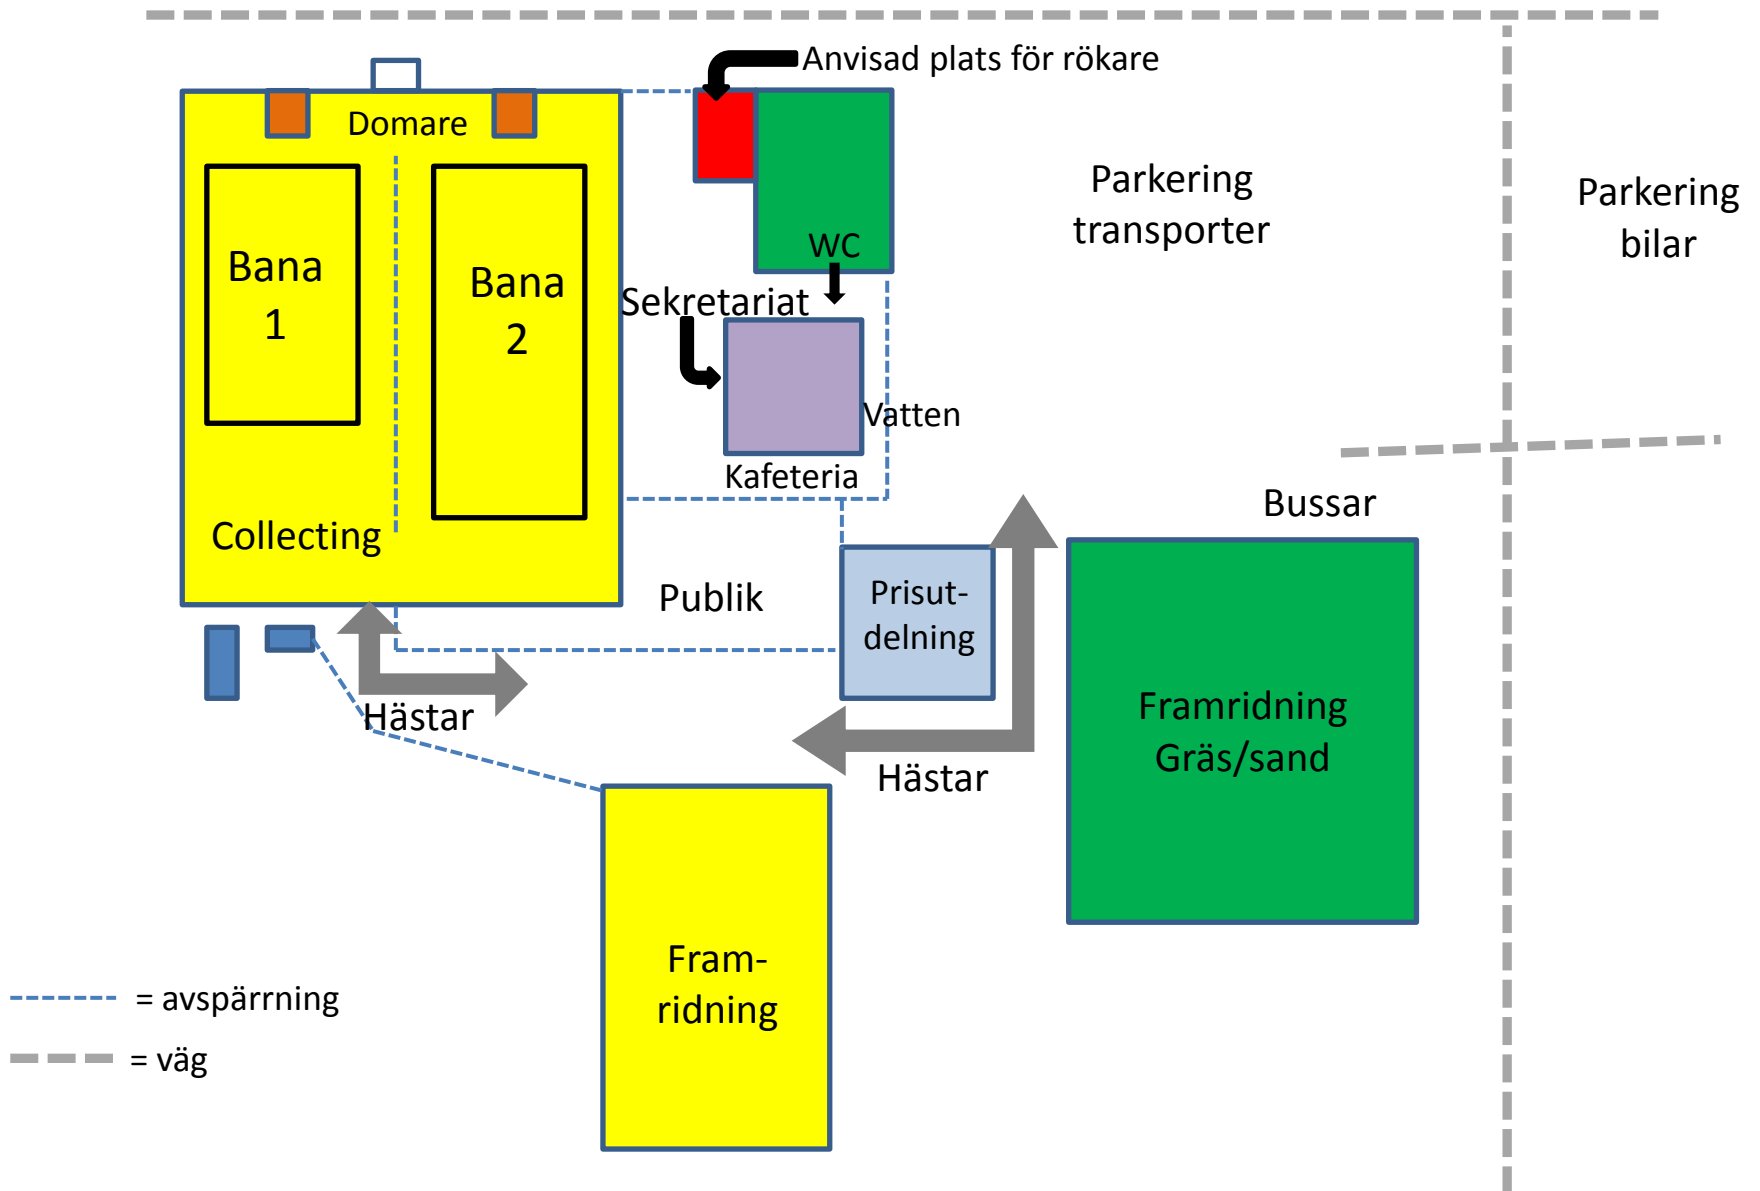 Anvisad plats för rökare
Domare
Parkering
transporter
Parkering
bilar
Bana
1
Bana
2
WC
Sekretariat
Vatten
Kafeteria
Bussar
Collecting
Publik
Prisut-
delning
Hästar
Hästar
Framridning
Gräs/sand
Fram-
ridning
= avspärrning
= väg